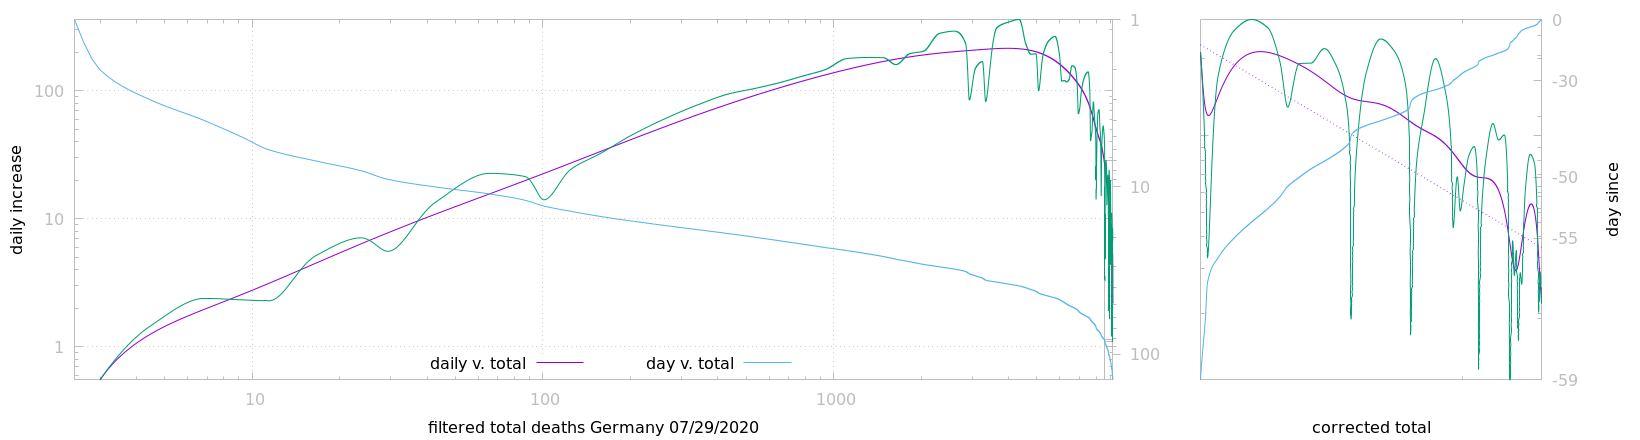 daily increase
100
10
1
daily v. total
day v. total
10
100
1000
filtered total deaths Germany 07/29/2020
1
10
100
0
-30
-50
-55
-59
day since
corrected total